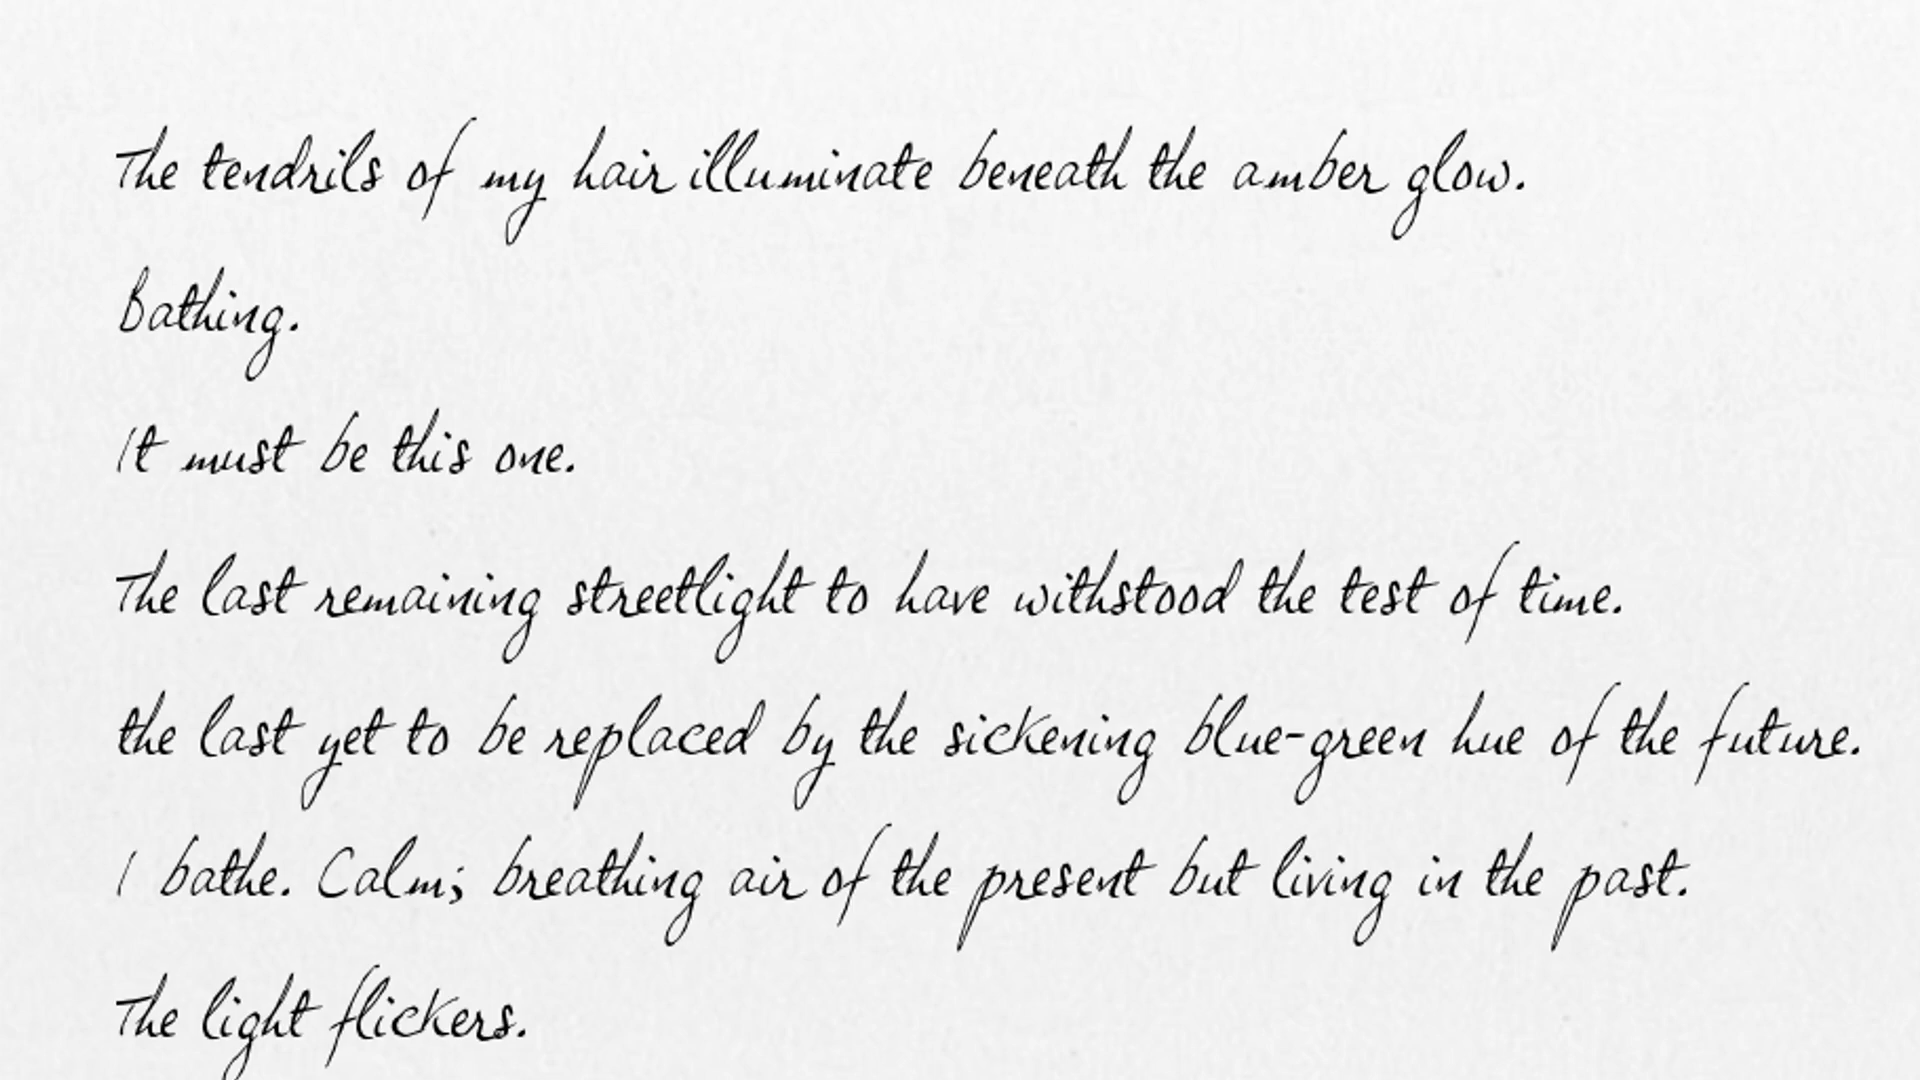 The tendrils of my hair illuminate beneath the amber glow.
Bathing.
It must be this one.
The last remaining streetlight to have withstood the test of time.
the last yet to be replaced by the sickening blue-green hue of the future.
I bathe. Calm; breathing air of the present but living in the past.
The light flickers.